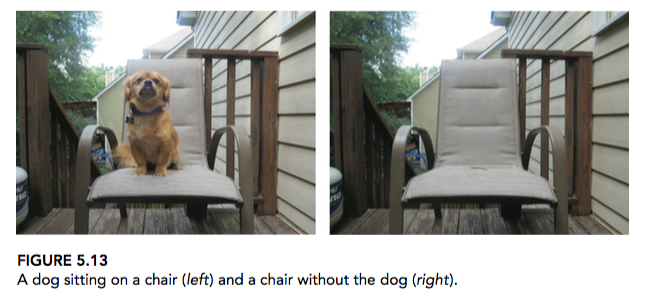 FIGURE 5.13
A dog sitting on a chair (left) and a chair without the dog (right).